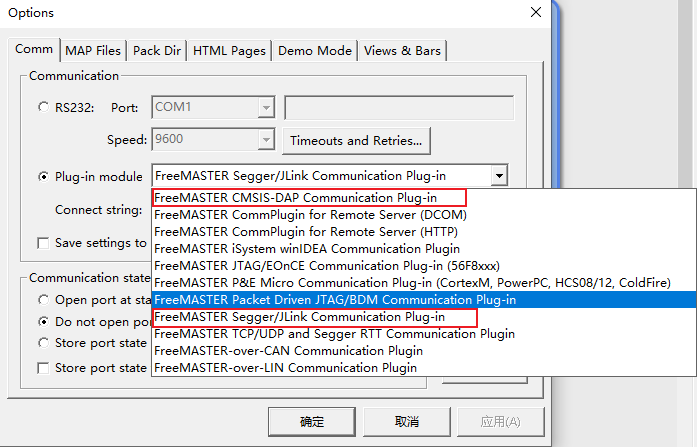 Options
Comm MAP Files Pack Dir HTML Pages Demo Mode Views & Bars
Communication
RS232: Port: COM1
Speed: 9600 Timeouts and Retries...
Plug-in module FreeMASTER Segger/JLink Communication Plug-in
FreeMASTER CMSIS-DAP Communication Plug-in
Connect string: FreeMASTER CommPlugin for Remote Server (DCOM)
FreeMASTER CommPlugin for Remote Server (HTTP)
Save settings to FreeMASTER iSystem winIDEA Communication Plugin
FreeMASTER JTAG/EOnCE Communication Plug-in (56F8xxx)
Communication state FreeMASTER P&E Micro Communication Plug-in (CortexM, PowerPC, HCS08/12, ColdFire)
Open port at sta FreeMASTER Packet Driven JTAG/BDM Communication Plug-in
Do not open por FreeMASTER Segger/JLink Communication Plug-in
Store port state FreeMASTER TCP/UDP and Segger RTT Communication Plugin
FreeMASTER-over-CAN Communication Plugin
Store port state FreeMASTER-over-LIN Communication Plugin
确定 取消 应用(A)